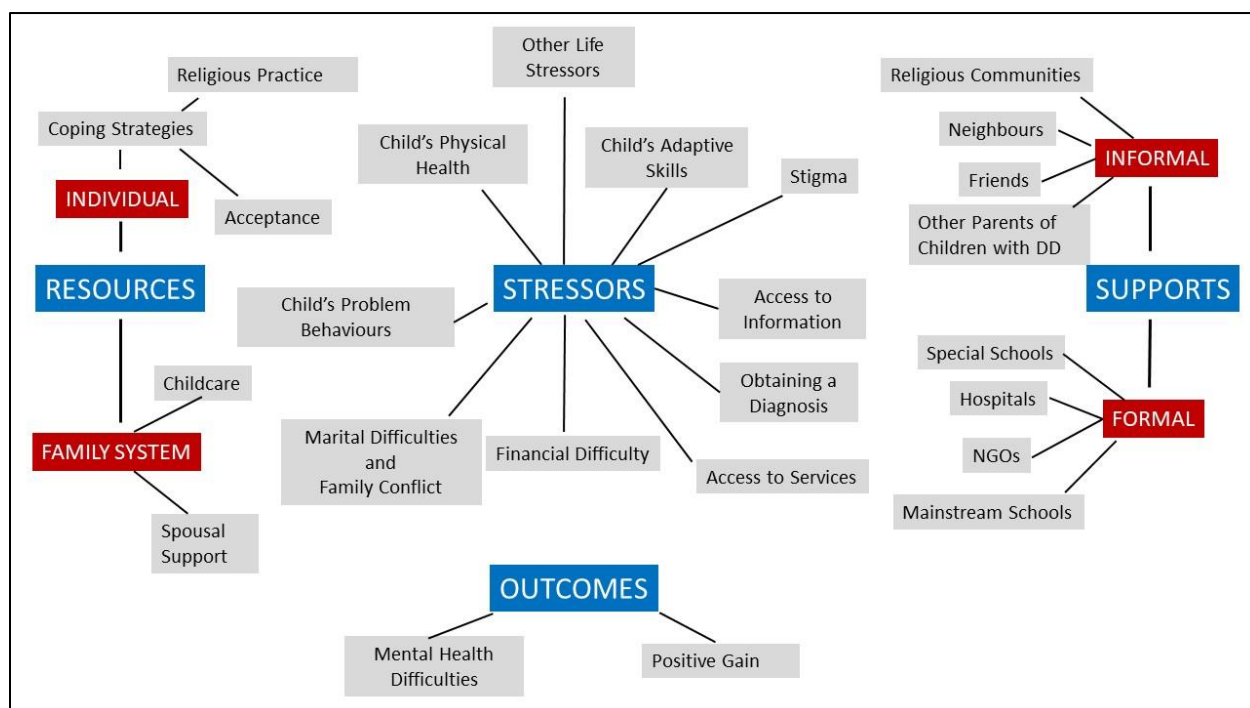 Religious Practice
Coping Strategies
INDIVIDUAL
Acceptance
RESOURCES
Childcare
FAMILY SYSTEM
Spousal
Support
Other Life
Stressors
Child's Physical
Health
Child's Adaptive
Skills
Stigma
STRESSORS
Child's Problem
Behaviours
Access to
Information
Obtaining a
Diagnosis
Marital Difficulties
and
Family Conflict
Financial Difficulty
Access to Services
Religious Communities
Neighbours
INFORMAL
Friends
Other Parents of
Children with DD
SUPPORTS
Special Schools
Hospitals
FORMAL
NGOs
Mainstream Schools
OUTCOMES
Mental Health
Difficulties
Positive Gain